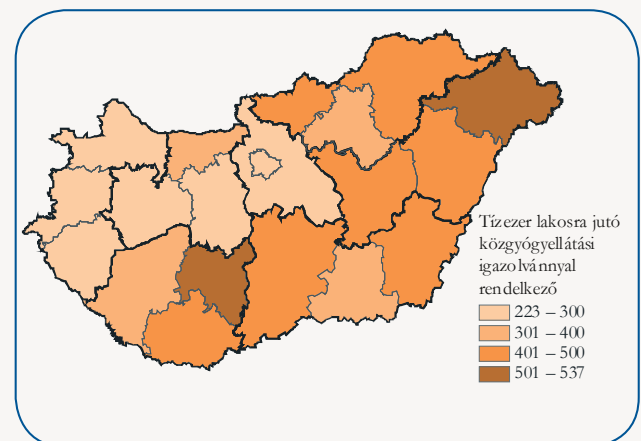 Tízezer lakosra jutó
közgyógyellátási
igazolvánnyal
rendelkező
223 – 300
301 – 400
401 – 500
501 – 537